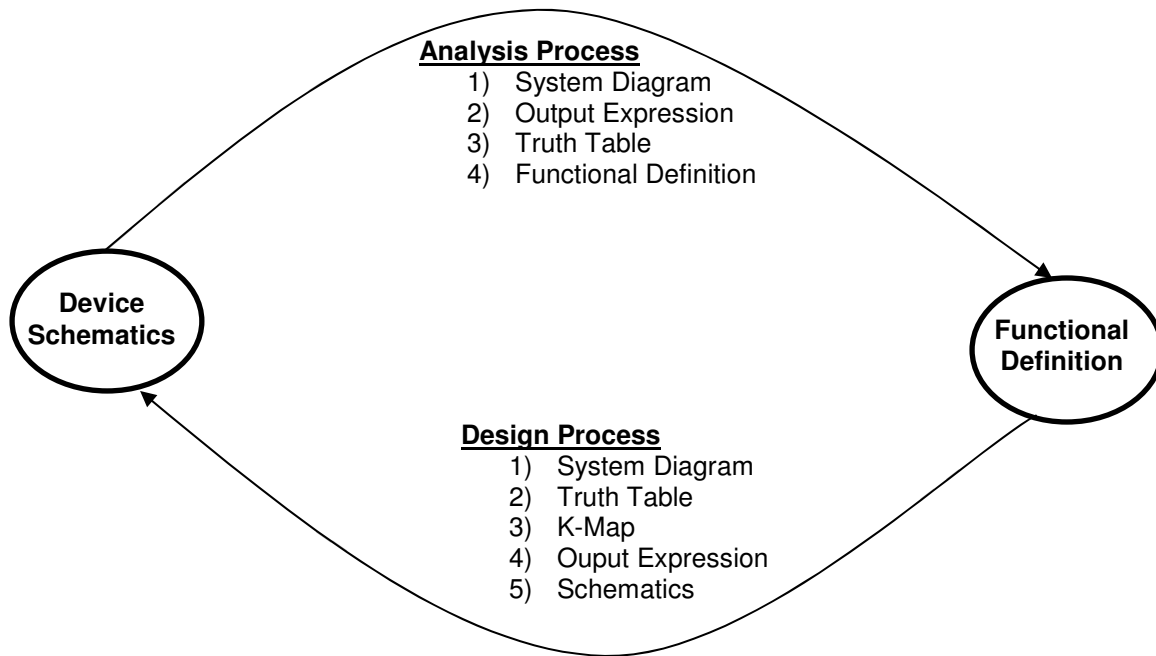 Analysis Process
1) System Diagram
2) Output Expression
3) Truth Table
4) Functional Definition
Device
Schematics
Functional
Definition
Design Process
1) System Diagram
2) Truth Table
3) K-Map
4) Ouput Expression
5) Schematics